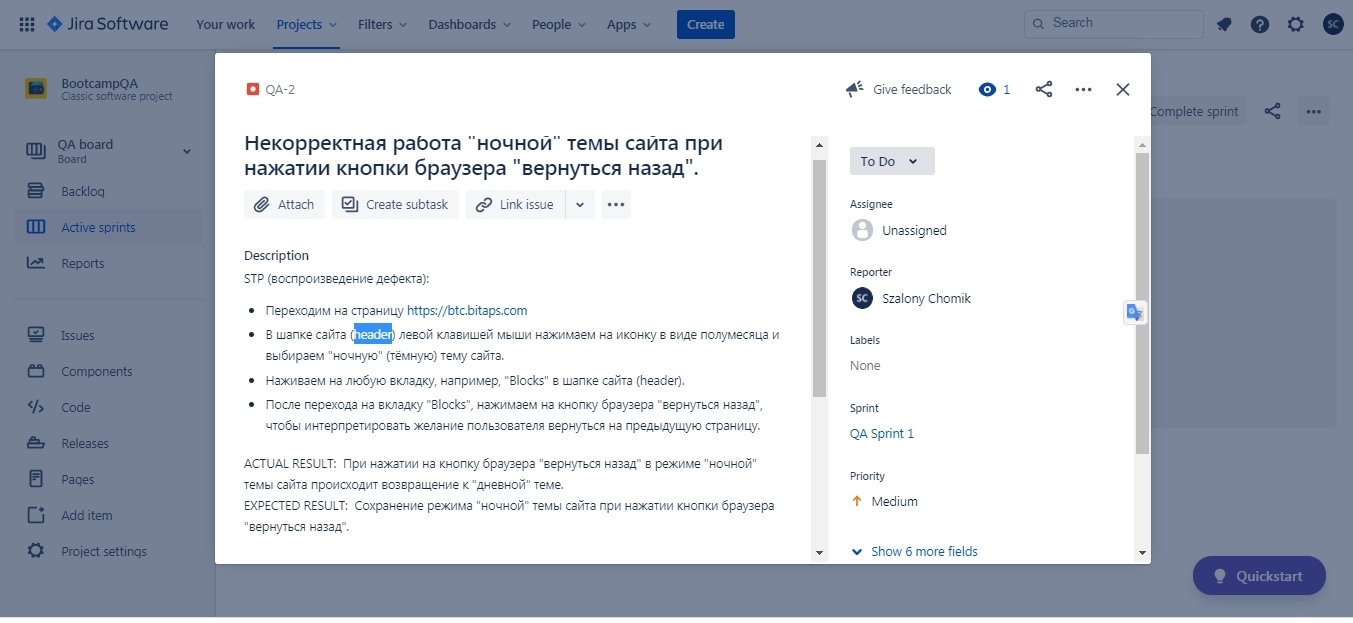 Jira Software
Your work
Projects
Filters
Dashboards
People
Apps
Create
Search
SC
BootcampQA
Classic software project
QA board
Board
Backlog
Active sprints
Reports
Issues
Components
Code
Releases
Pages
Add item
Project settings
Complete sprint
QA-2
Give feedback
1
Некорректная работа "ночной" темы сайта при
нажатии кнопки браузера "вернуться назад".
Attach
Create subtask
Link issue
Description
STP (воспроизведение дефекта):
Переходим на страницу https://btc.bitaps.com
В шапке сайта (header) левой клавишей мыши нажимаем на иконку в виде полумесяца и
выбираем "ночную" (тёмную) тему сайта.
Наживаем на любую вкладку, например, "Blocks" в шапке сайта (header).
После перехода на вкладку "Blocks", нажимаем на кнопку браузера "вернуться назад",
чтобы интерпретировать желание пользователя вернуться на предыдущую страницу.
ACTUAL RESULT: При нажатии на кнопку браузера "вернуться назад" в режиме "ночной"
темы сайта происходит возвращение к "дневной" теме.
EXPECTED RESULT: Сохранение режима "ночной" темы сайта при нажатии кнопки браузера
"вернуться назад".
To Do
Assignee
Unassigned
Reporter
SC Szalony Chomik
Labels
None
Sprint
QA Sprint 1
Priority
Medium
Show 6 more fields
Quickstart